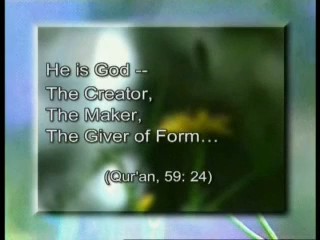 He is God --
The Creator,
The Maker,
The Giver of Form...
(Qur'an, 59: 24)